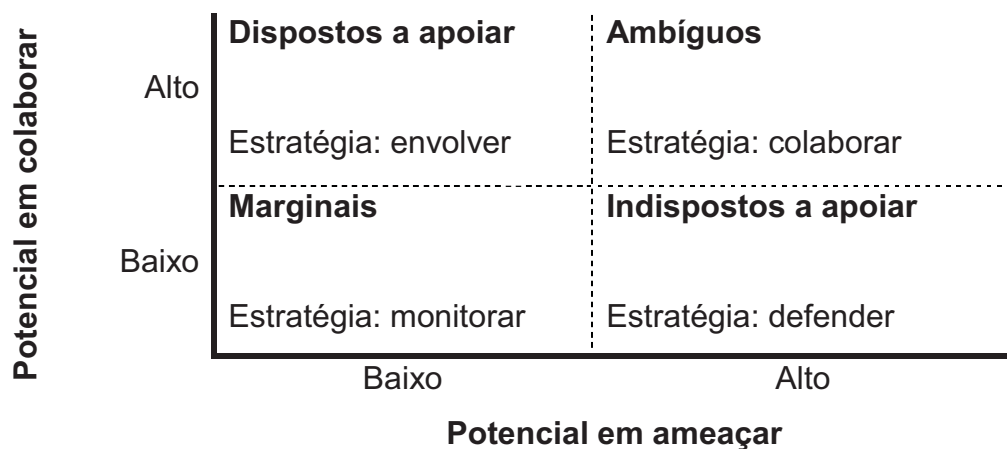 Potencial em colaborar
Alto
Dispostos a apoiar
Estratégia: envolver
Ambíguos
Estratégia: colaborar
Baixo
Marginais
Estratégia: monitorar
Indispostos a apoiar
Estratégia: defender
Baixo
Alto
Potencial em ameaçar